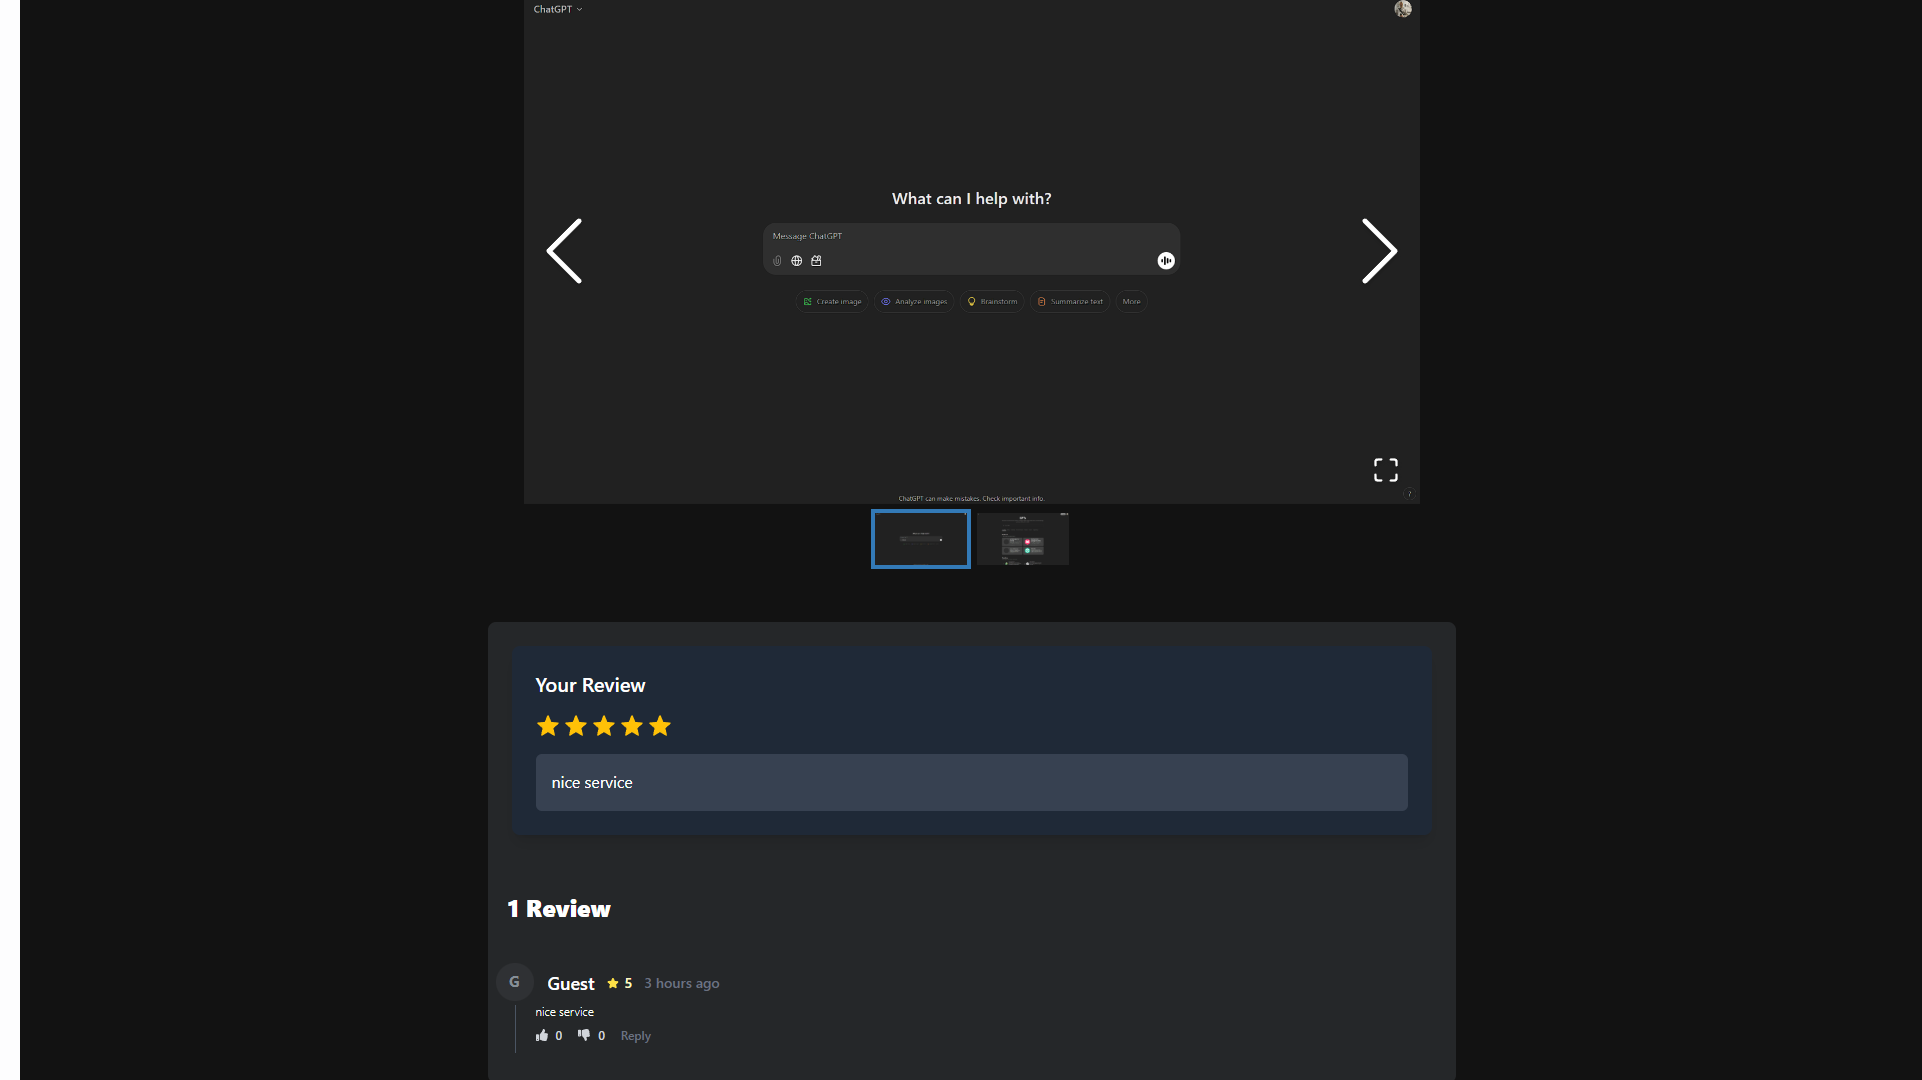 ChatGPT
What can I help with?
Message ChatGPT
Create image Analyze images Brainstorm Summarize text More
ChatGPT can make mistakes. Check important info.
?
Your Review
nice service
1 Review
G Guest 5 3 hours ago
nice service
0 0 Reply